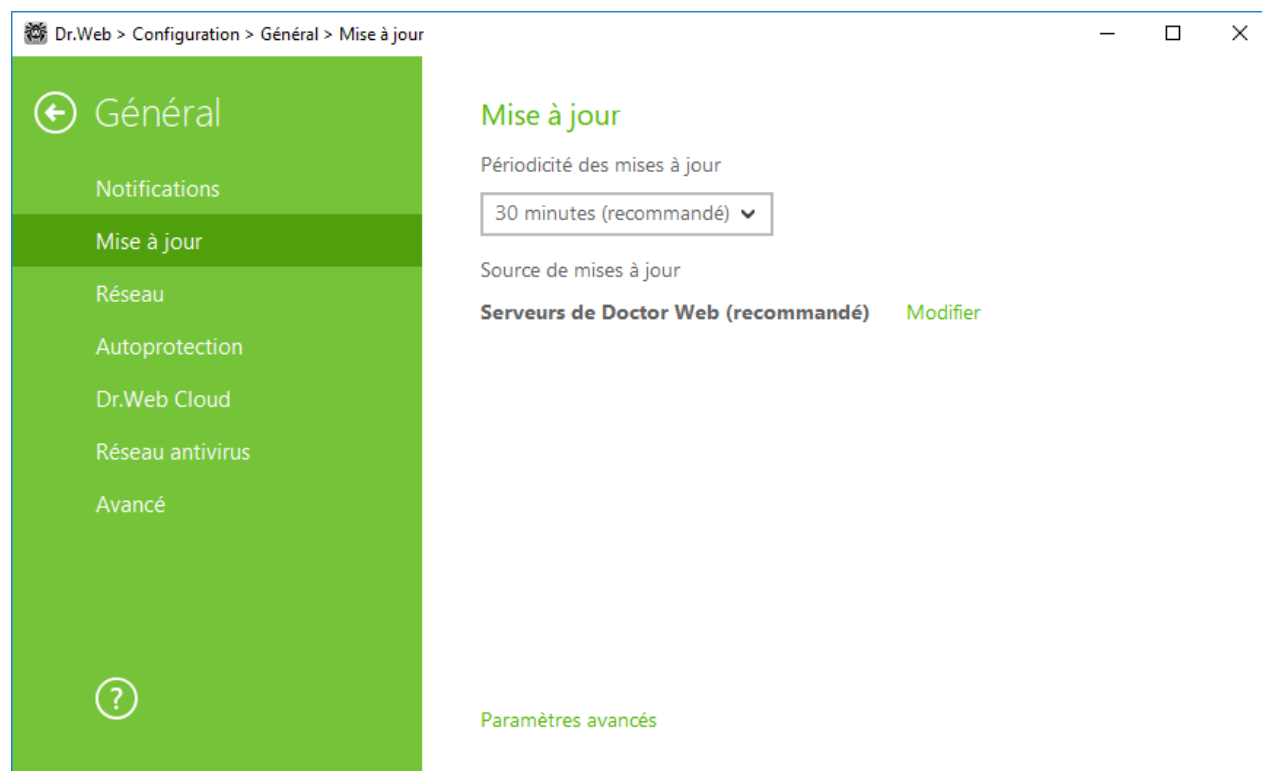 Dr.Web > Configuration > Général > Mise à jour
Général
Notifications
Mise à jour
Réseau
Autoprotection
Dr.Web Cloud
Réseau antivirus
Avancé
?
Mise à jour
Périodicité des mises à jour
30 minutes (recommandé)
Source de mises à jour
Serveurs de Doctor Web (recommandé) Modifier
Paramètres avancés